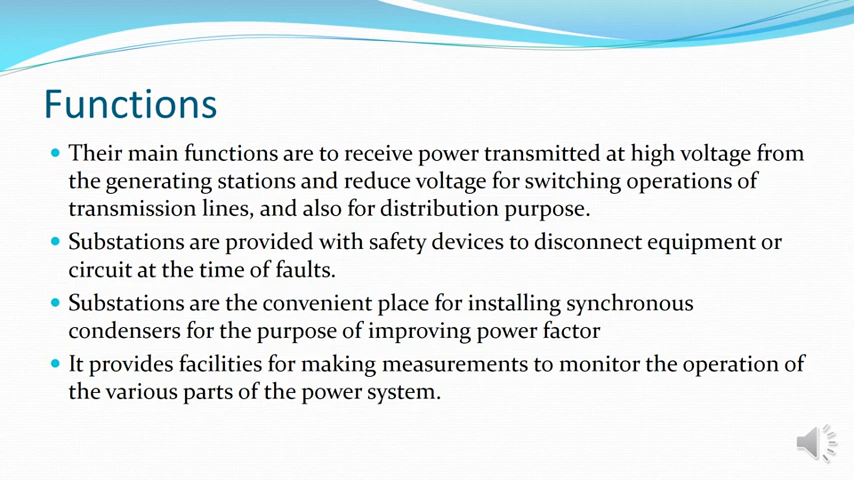 Functions
Their main functions are to receive power transmitted at high voltage from
the generating stations and reduce voltage for switching operations of
transmission lines, and also for distribution purpose.
Substations are provided with safety devices to disconnect equipment or
circuit at the time of faults.
Substations are the convenient place for installing synchronous
condensers for the purpose of improving power factor
It provides facilities for making measurements to monitor the operation of
the various parts of the power system.